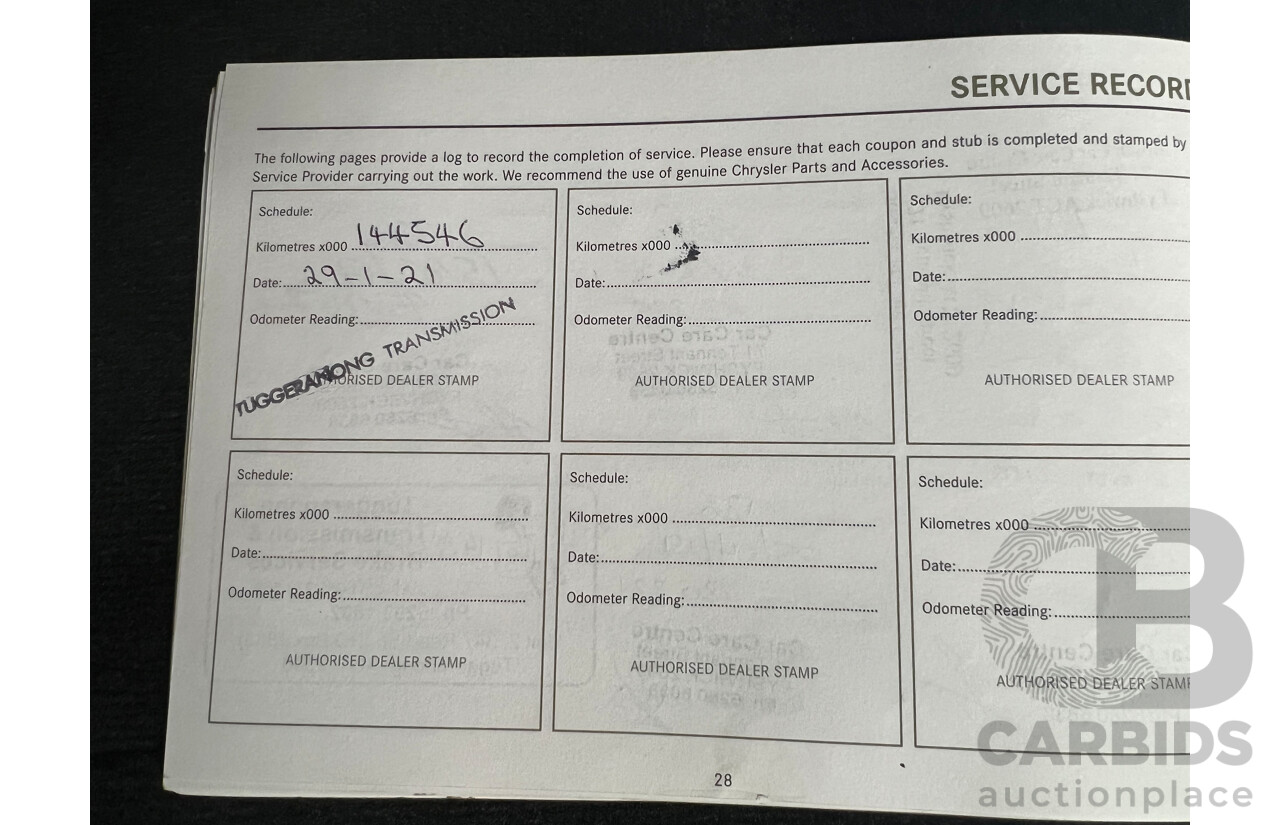 SERVICE RECOR
The following pages provide a log to record the completion of service. Please ensure that each coupon and stub is completed and stamped by
Service Provider carrying out the work. We recommend the use of genuine Chrysler Parts and Accessories.
Schedule:
Kilometres x000 144546
Date: 29-1-21
Odometer Reading:
TUGGERANONG TRANSMISSION
AUTHORISED DEALER STAMP
Schedule:
Kilometres x000
Date:
Odometer Reading:
AUTHORISED DEALER STAMP
Schedule:
Kilometres x000
Date:
Odometer Reading:
AUTHORISED DEALER STAMP
Schedule:
Kilometres x000
Date:
Odometer Reading:
AUTHORISED DEALER STAMP
Schedule:
Kilometres x000
Date:
Odometer Reading:
AUTHORISED DEALER STAMP
Schedule:
Kilometres x000
Date:
Odometer Reading:
AUTHORISED DEALER STAMP
28
CB
CARBIDS
auctionplace